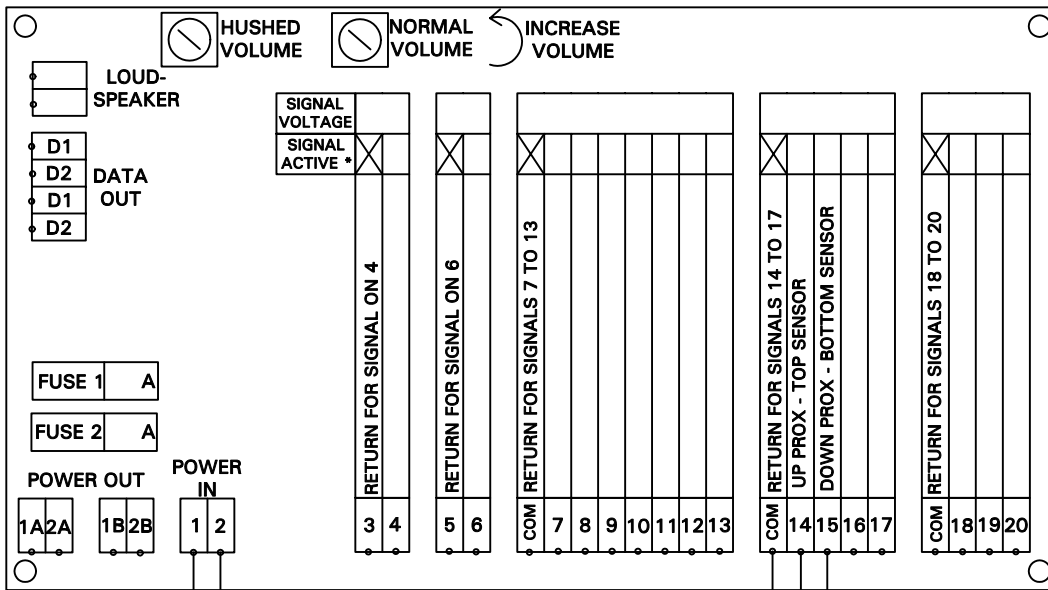 HUSHED
VOLUME
NORMAL
VOLUME
INCREASE
VOLUME
LOUD-
SPEAKER
D1
D2
D1
D2
DATA
OUT
SIGNAL
VOLTAGE
SIGNAL
ACTIVE *
RETURN FOR SIGNAL ON 4
RETURN FOR SIGNAL ON 6
RETURN FOR SIGNALS 7 TO 13
RETURN FOR SIGNALS 14 TO 17
UP PROX - TOP SENSOR
DOWN PROX - BOTTOM SENSOR
RETURN FOR SIGNALS 18 TO 20
FUSE 1 A
FUSE 2 A
POWER OUT
POWER
IN
1A 2A 1B 2B 1 2 3 4 5 6 COM 7 8 9 10 11 12 13 COM 14 15 16 17 COM 18 19 20